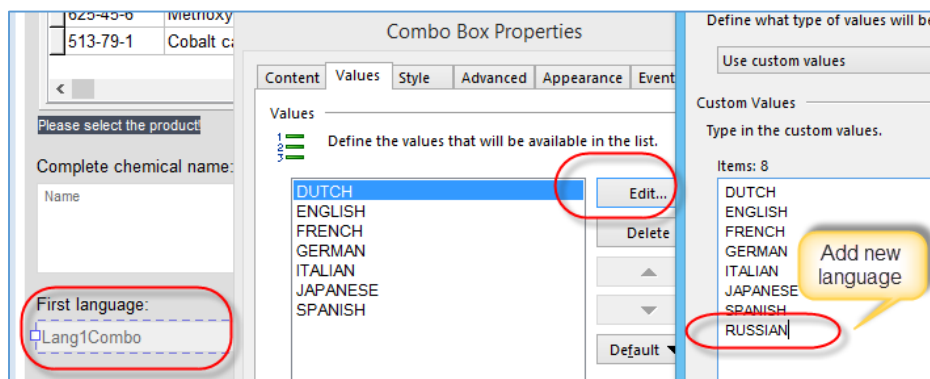 625-45-6 Methoxy
513-79-1 Cobalt ca
<
Please select the product!
Complete chemical name:
Name
First language:
Lang1Combo
Combo Box Properties
Content Values Style Advanced Appearance Event
Values
1
2
3
Define the values that will be available in the list.
DUTCH
ENGLISH
FRENCH
GERMAN
ITALIAN
JAPANESE
SPANISH
Edit...
Delete
Default
Define what type of values will be
Use custom values
Custom Values
Type in the custom values.
Items: 8
DUTCH
ENGLISH
FRENCH
GERMAN
ITALIAN
JAPANESE
SPANISH
RUSSIAN
Add new
language